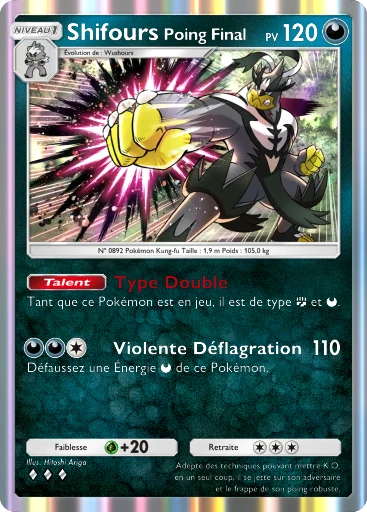 NIVEAU 1
Shifours Poing Final PV 120
Évolution de : Wushours
N° 0892 Pokémon Kung-fu Taille : 1,9 m Poids : 105,0 kg
Talent Type Double
Tant que ce Pokémon est en jeu, il est de type et .
Violente Déflagration 110
Défaussez une Énergie de ce Pokémon.
Faiblesse +20 Retraite
Illus. Hitoshi Ariga
Adepte des techniques pouvant mettre K.O.
en un seul coup, il se jette sur son adversaire
et le frappe de son poing robuste.